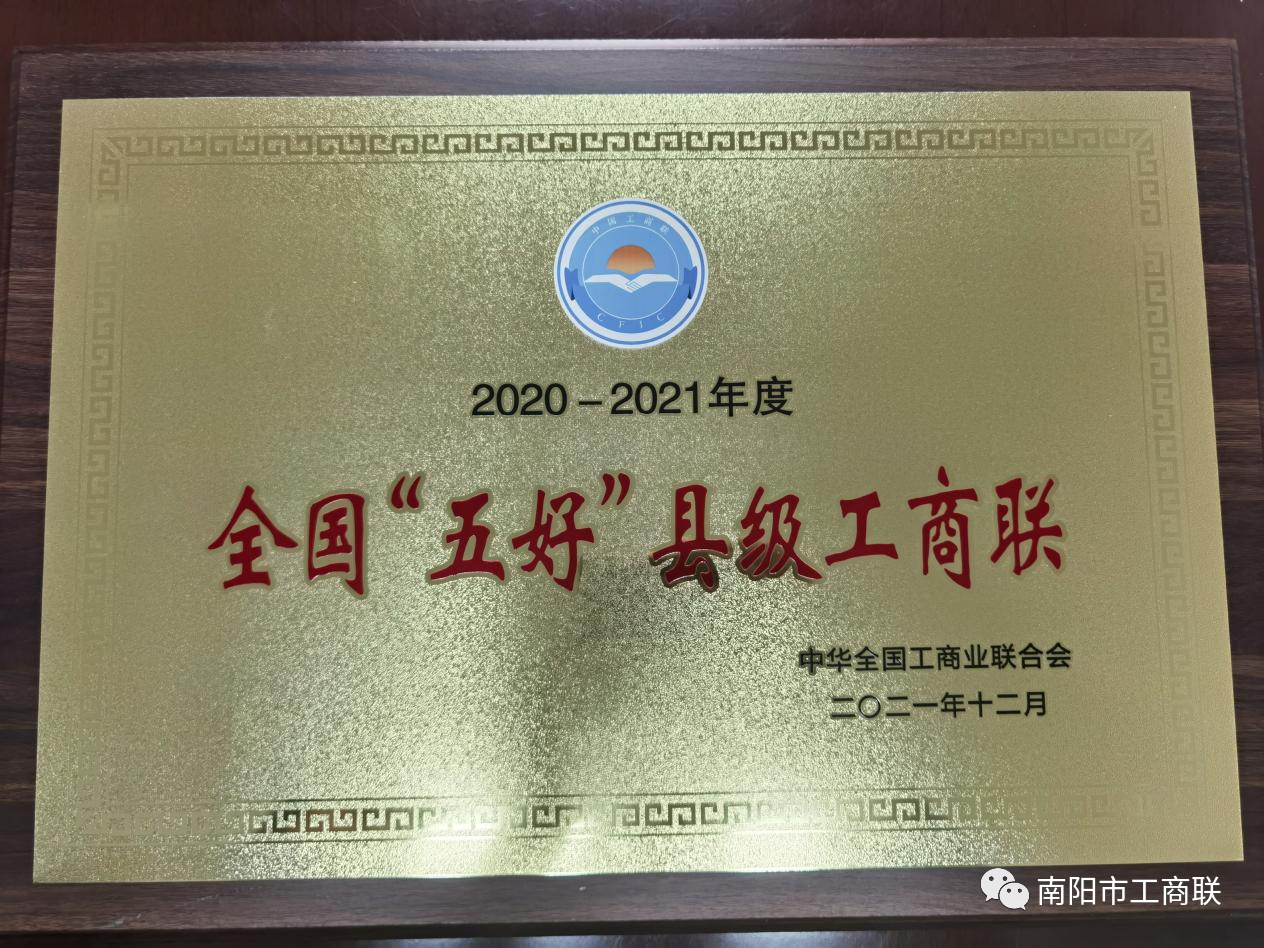 中国工商联
CFIC
2020－2021年度
全国“五好”县级工商联
中华全国工商业联合会
二〇二一年十二月
南阳市工商联